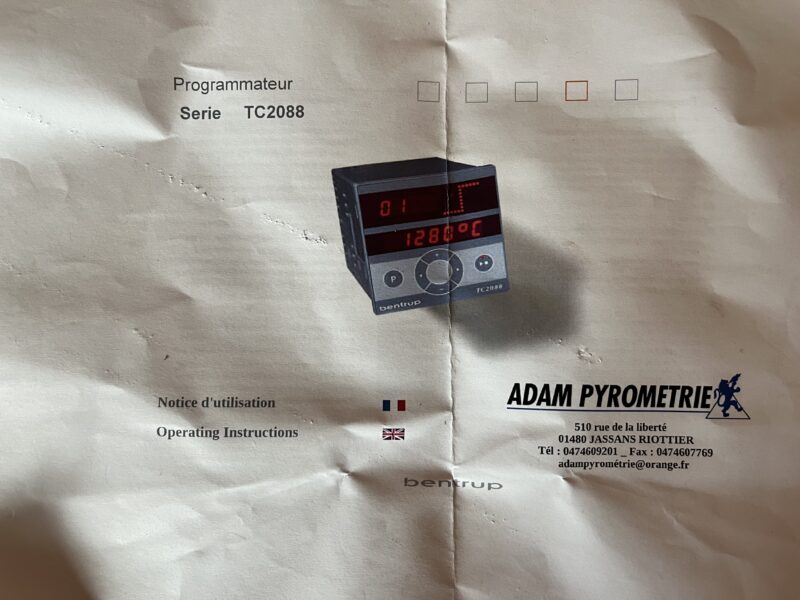 Programmateur
Serie TC2088
01
1280°C
P
bentrup
TC2088
Notice d'utilisation
Operating Instructions
ADAM PYROMETRIE
510 rue de la liberté
01480 JASSANS RIOTTIER
Tél : 0474609201 _ Fax : 0474607769
adampyrométrie@orange.fr
bentrup